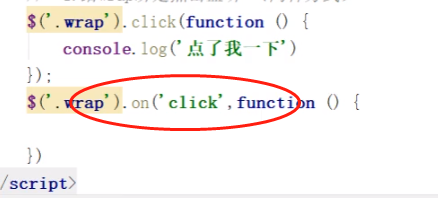 $('.wrap').click(function () {
console.log('点了我一下')
});
$('.wrap').on('click',function () {
})
/script>